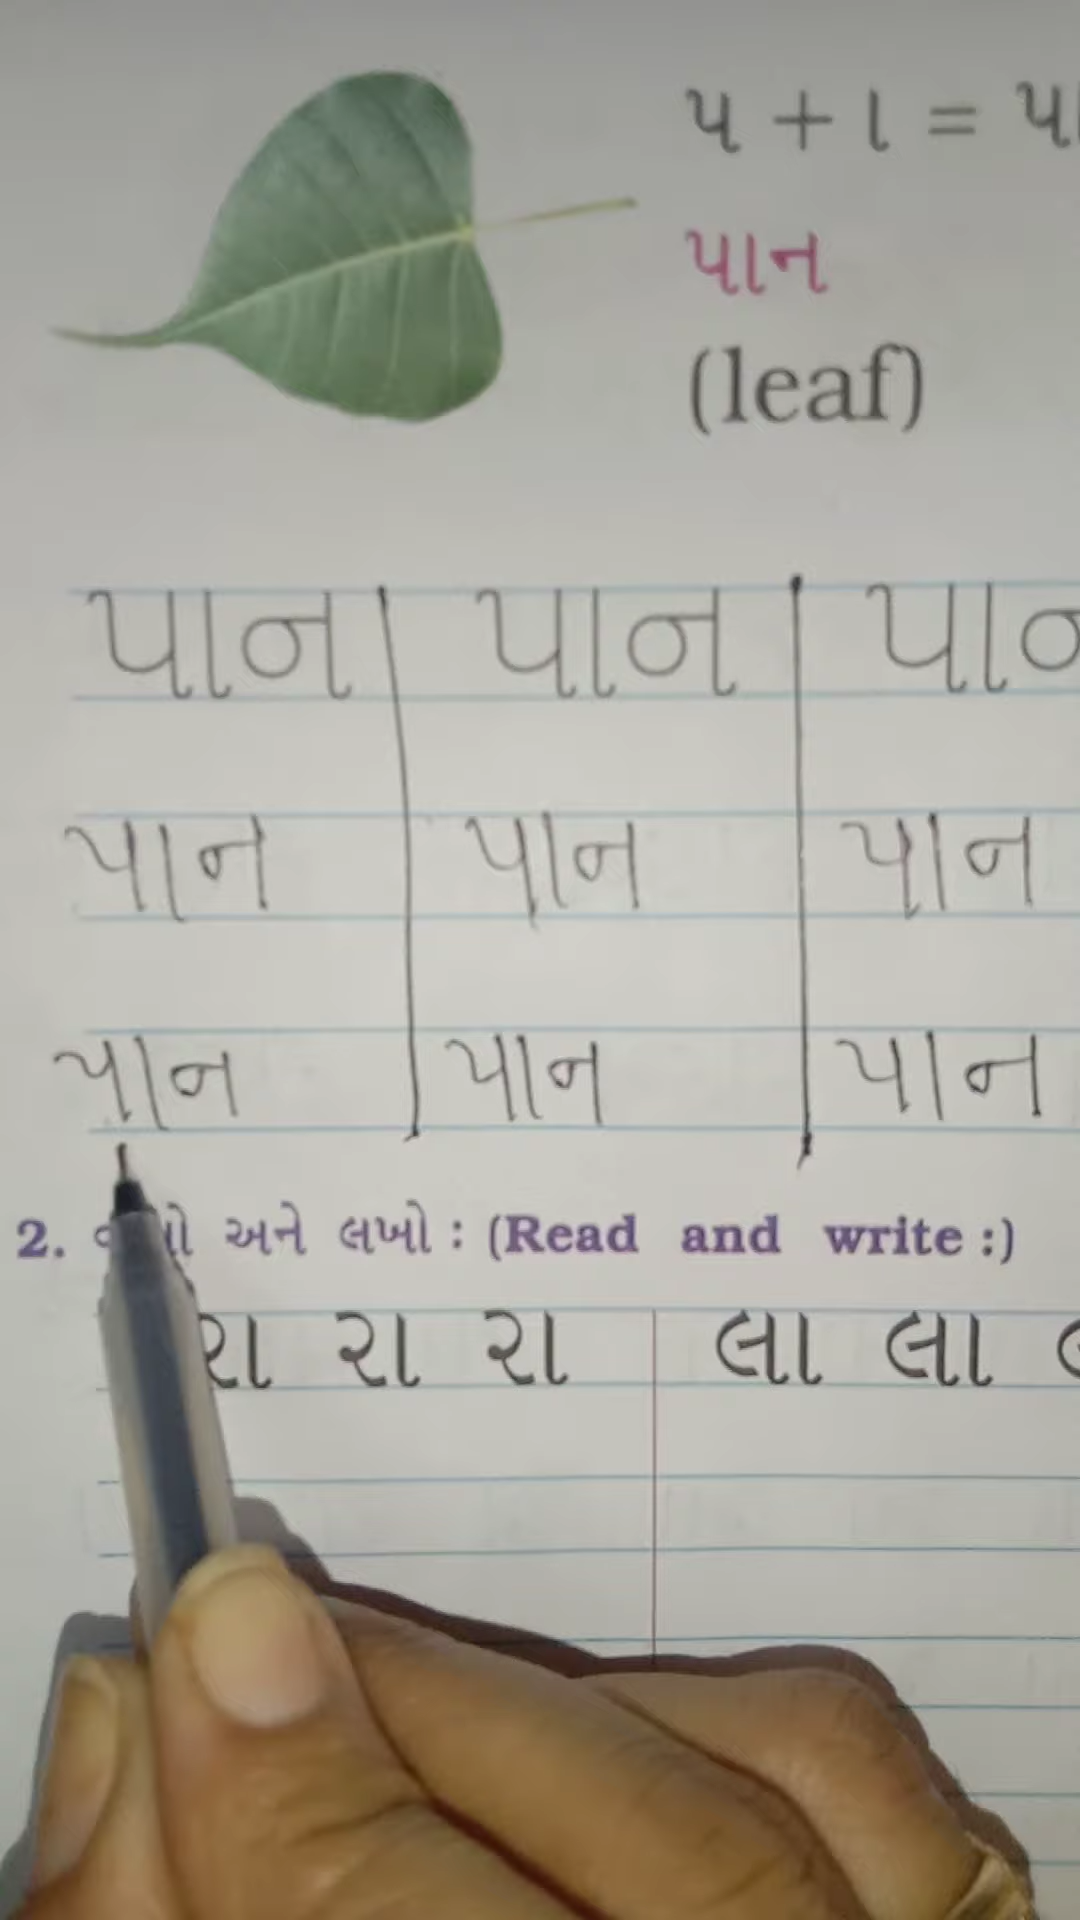 પ + ા = પા
પાન
(leaf)
પાન પાન પાન
પાન પાન પાન
પાન પાન પાન
2. અને લખો : (Read and write :)
રા રા રા લા લા